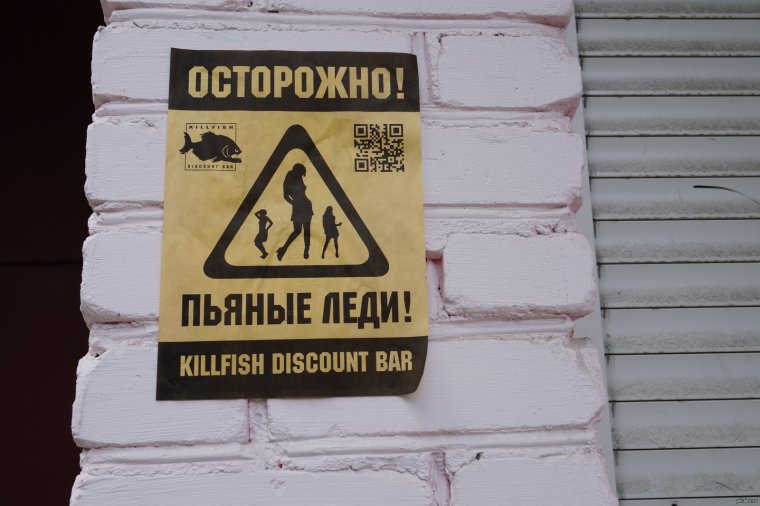 ОСТОРОЖНО!
KILLFISH
DISCOUNT BAR
ПЬЯНЫЕ ЛЕДИ!
KILLFISH DISCOUNT BAR